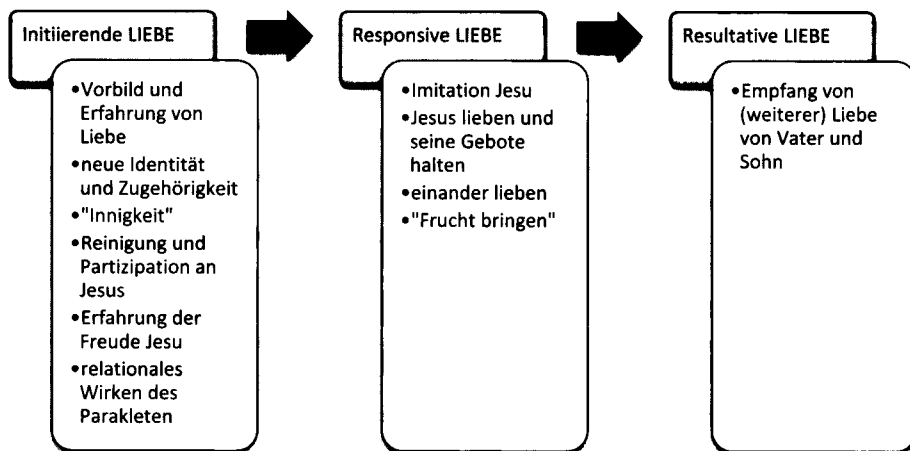 Initiierende LIEBE
•Vorbild und
Erfahrung von
Liebe
•neue Identität
und Zugehörigkeit
•"Innigkeit"
•Reinigung und
Partizipation an
Jesus
•Erfahrung der
Freude Jesu
•relationales
Wirken des
Parakleten
Responsive LIEBE
•Imitation Jesu
•Jesus lieben und
seine Gebote
halten
•einander lieben
•"Frucht bringen"
Resultative LIEBE
•Empfang von
(weiterer) Liebe
von Vater und
Sohn